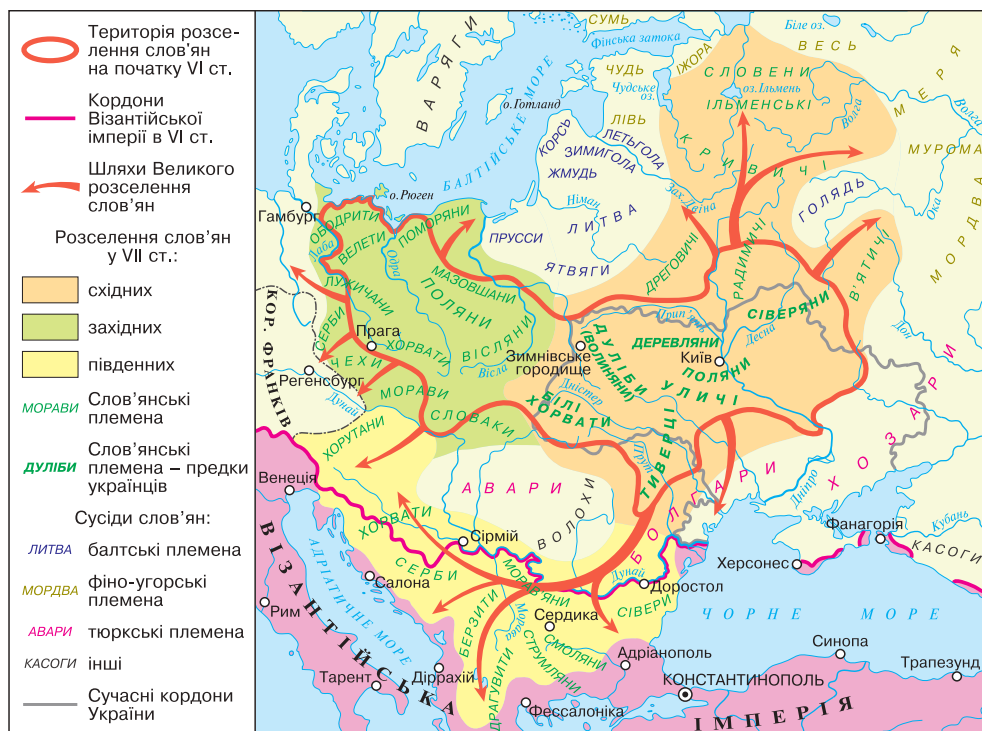 Територія розсе-
лення слов'ян
на початку VI ст.
Кордони
Візантійської
імперії в VI ст.
Шляхи Великого
розселення
слов'ян
Розселення слов'ян
у VII ст.:
східних
західних
південних
МОРАВИ
Слов'янські
племена
ДУЛІБИ
Слов'янські
племена – предки
українців
Сусіди слов'ян:
ЛИТВА
балтські племена
МОРДВА
фіно-угорські
племена
АВАРИ
тюркські племена
КАСОГИ
інші
Сучасні кордони
України
СУМЬ
Фінська затока
Біле оз.
ВЕСЬ
ІЖОРА
ЧУДЬ
Чудське
оз.
СЛОВЕНИ
оз. Ільмень
ІЛЬМЕНСЬКІ
Волга
МЕРЯ
Волга
ВАРЯГИ
о. Готланд
БАЛТІЙСЬКЕ МОРЕ
ЛІВЬ
КОРСЬ
ЛЕТЬГОЛА
ЗИМИГОЛА
ЖМУДЬ
КРИВИЧІ
МУРОМА
ГОЛЯДЬ
Ока
МОРДВА
Зах. Двіна
Німан
ЛИТВА
о. Рюген
Гамбург
ОБОДРИТИ
ВЕЛЕТИ
ПОМОРЯНИ
ПРУССИ
ЯТВЯГИ
Лаба
Одра
МАЗОВШАНИ
ПОЛЯНИ
ЛУЖИЧАНИ
ДРЕГОВИЧІ
РАДИМИЧІ
В'ЯТИЧІ
СІВЕРЯНИ
Прип'ять
Десна
Дон
СЕРБИ
Прага
ХОРВАТИ
ВІСЛЯНИ
Вісла
ЧЕХИ
КОР. ФРАНКІВ
Регенсбург
Дунай
МОРАВИ
СЛОВАКИ
Зимнівське
городище
ДУЛІБИ
(ВОЛИНЯНИ)
ДЕРЕВЛЯНИ
Київ
ПОЛЯНИ
УЛИЧІ
Дністер
БІЛІ
ХОРВАТИ
ТИВЕРЦІ
Прут
Дніпро
ХОЗАРИ
БОЛГАРИ
ХОРУТАНИ
Венеція
АВАРИ
ВОЛОХИ
ХОРВАТИ
Сірмій
СЕРБИ
МОРАВ'ЯНИ
Дунай
Доростол
СІВЕРИ
Херсонес
Фанагорія
Кубань
КАСОГИ
Салона
АДРІАТИЧНЕ МОРЕ
Рим
БЕРЗИТИ
Морава
Сердика
СМОЛЯНИ
СТРУМЛЯНИ
ДРАГУВИТИ
ЧОРНЕ МОРЕ
Синопа
Трапезунд
Адріанополь
КОНСТАНТИНОПОЛЬ
Тарент
Діррахій
Фессалоніка
ВІЗАНТІЙСЬКА
ІМПЕРІЯ